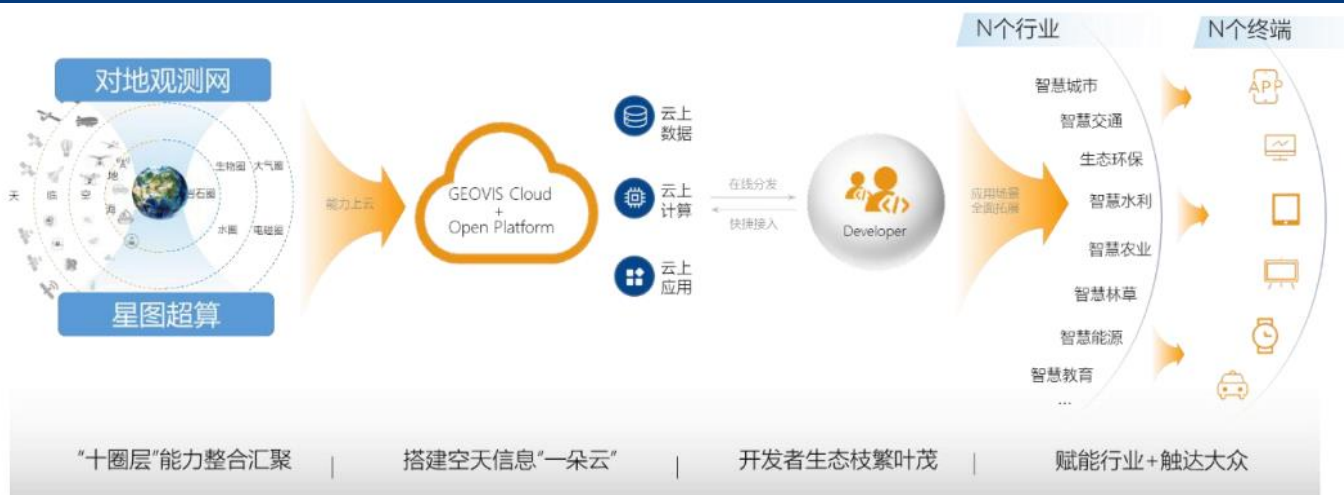 对地观测网
天
临
空
地
海
岩石圈
生物圈
大气圈
水圈
电磁圈
星图超算
能力上云
GEOVIS Cloud
+
Open Platform
云上
数据
云上
计算
云上
应用
在线分发
快捷接入
Developer
应用场景
全面拓展
N个行业
智慧城市
智慧交通
生态环保
智慧水利
智慧农业
智慧林草
智慧能源
智慧教育
...
N个终端
APP
“十圈层”能力整合汇聚
搭建空天信息“一朵云”
开发者生态枝繁叶茂
赋能行业+触达大众